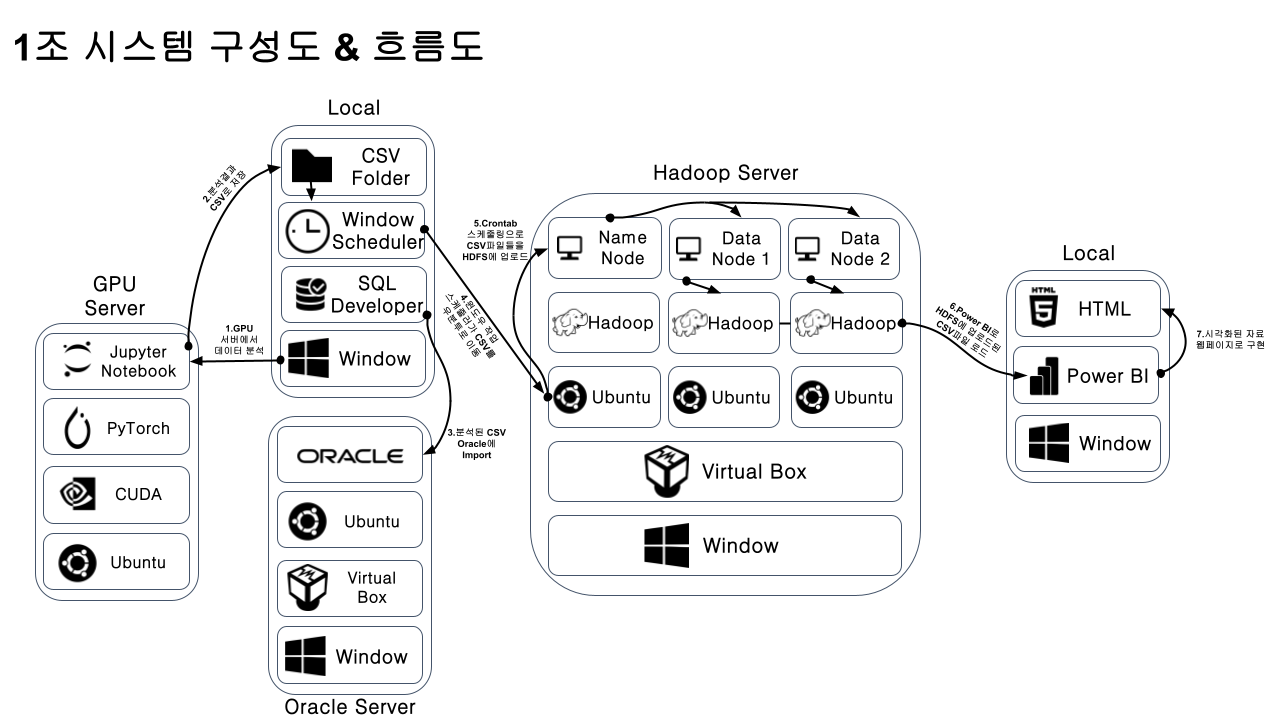 1조 시스템 구성도 & 흐름도
Local
CSV
Folder
Window
Scheduler
SQL
Developer
Window
2.분석결과
CSV로 저장
GPU
Server
1.GPU
서버에서
데이터 분석
Jupyter
Notebook
PyTorch
CUDA
Ubuntu
3.분석된 CSV
Oracle에
Import
ORACLE
Ubuntu
Virtual
Box
Window
Oracle Server
4.윈도우 작업
스케줄러가 CSV를
우분투로 이동
5.Crontab
스케줄링으로
CSV파일들을
HDFS에 업로드
Hadoop Server
Name
Node
Data
Node 1
Data
Node 2
Hadoop
Hadoop
Hadoop
Ubuntu
Ubuntu
Ubuntu
Virtual Box
Window
6.Power BI로
HDFS에 업로드된
CSV파일 로드
Local
HTML
5
HTML
Power BI
Window
7.시각화된 자료
웹페이지로 구현